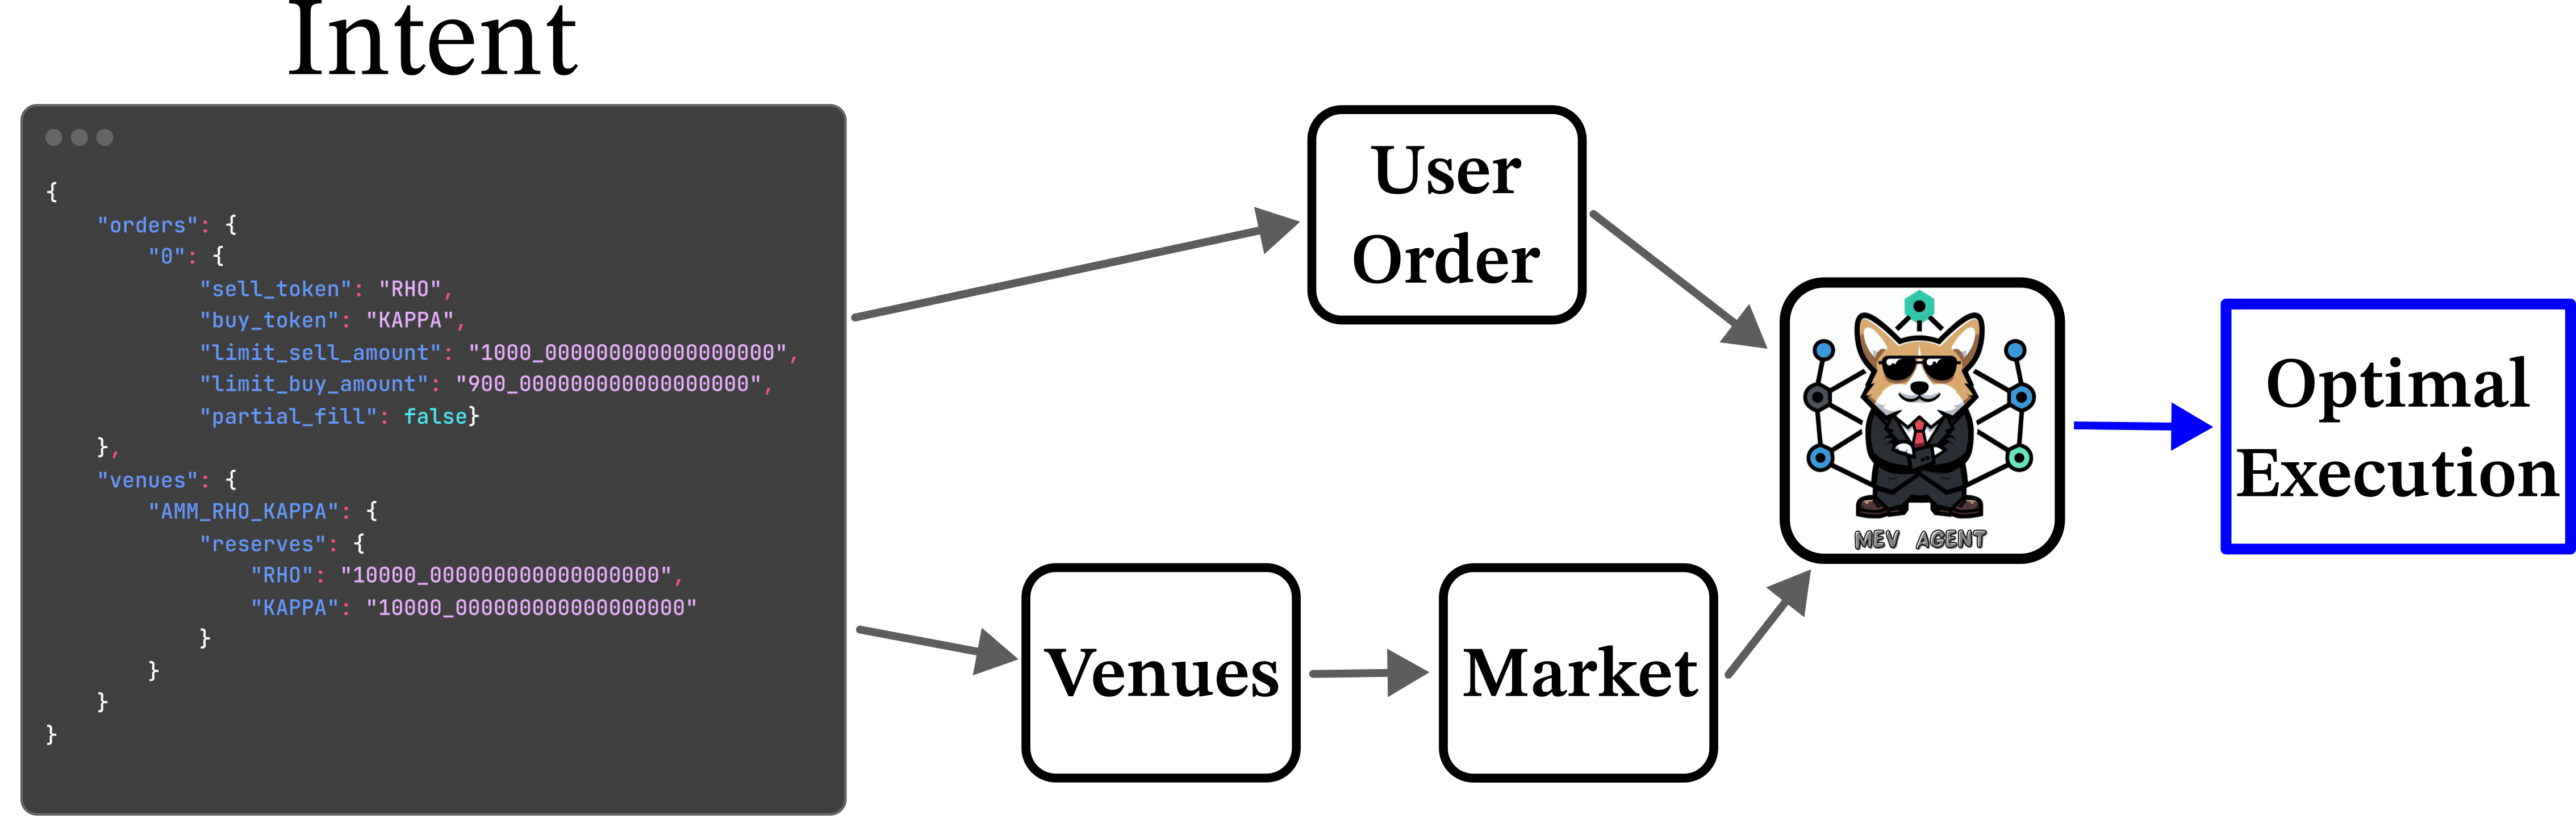 Intent
{
"orders": {
"0": {
"sell_token": "RHO",
"buy_token": "KAPPA",
"limit_sell_amount": "1000_000000000000000000",
"limit_buy_amount": "900_000000000000000000",
"partial_fill": false}
},
"venues": {
"AMM_RHO_KAPPA": {
"reserves": {
"RHO": "10000_000000000000000000",
"KAPPA": "10000_000000000000000000"
}
}
}
}
User
Order
Venues
Market
MEV AGENT
Optimal
Execution